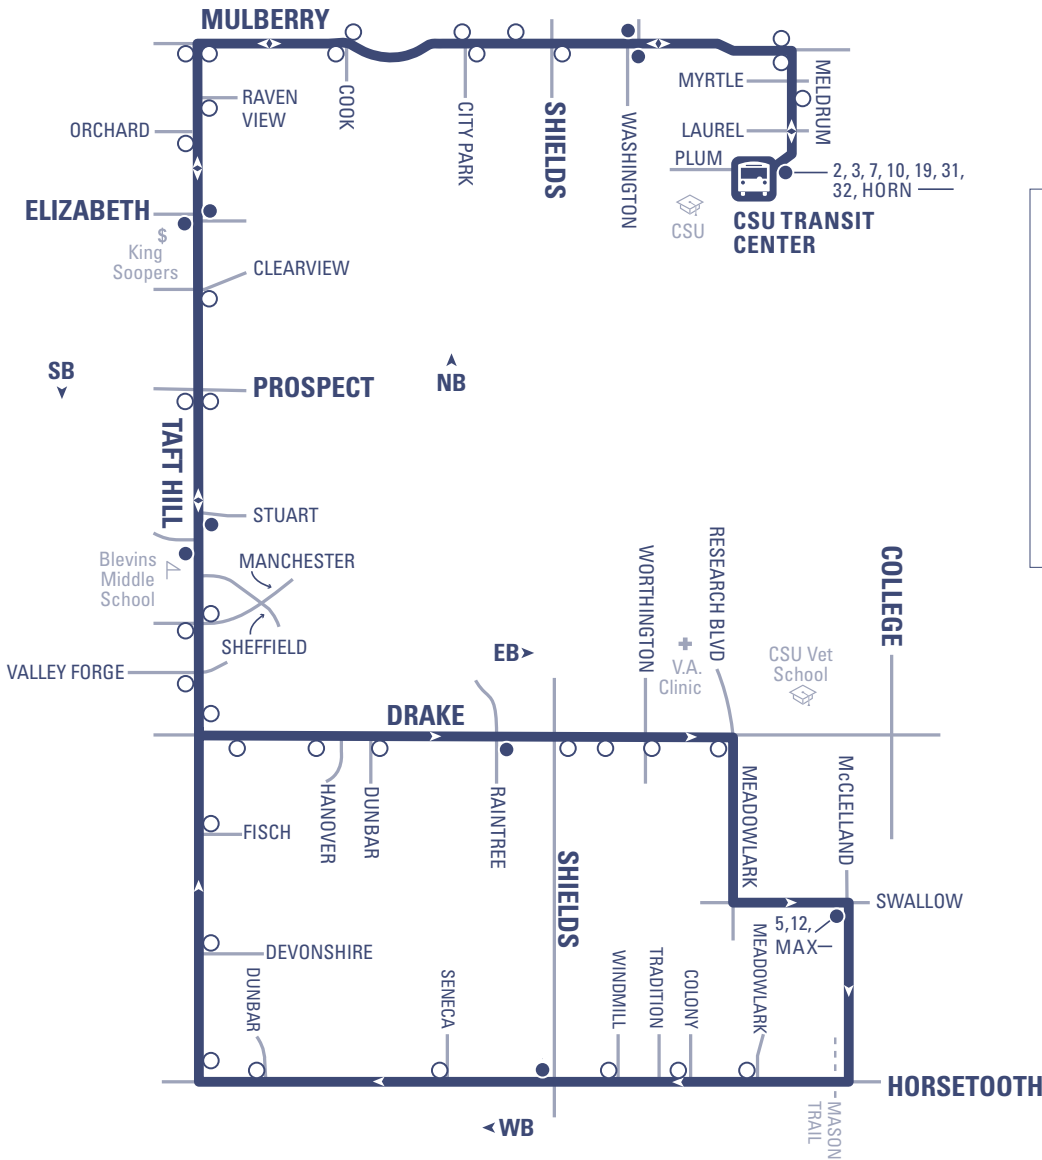 MULBERRY
RAVEN
VIEW
COOK
CITY PARK
SHIELDS
WASHINGTON
MYRTLE
MELDRUM
ORCHARD
LAUREL
PLUM
2, 3, 7, 10, 19, 31,
32, HORN
CSU TRANSIT
CENTER
CSU
ELIZABETH
$
King
Soopers
CLEARVIEW
SB
NB
PROSPECT
TAFT HILL
STUART
Blevins
Middle
School
MANCHESTER
SHEFFIELD
VALLEY FORGE
EB
WORTHINGTON
V.A.
Clinic
RESEARCH BLVD
CSU Vet
School
COLLEGE
DRAKE
HANOVER
DUNBAR
RAINTREE
MEADOWLARK
McCLELLAND
FISCH
SHIELDS
SWALLOW
5,12,
MAX
DEVONSHIRE
DUNBAR
SENECA
WINDMILL
TRADITION
COLONY
MEADOWLARK
HORSETOOTH
WB
MASON
TRAIL